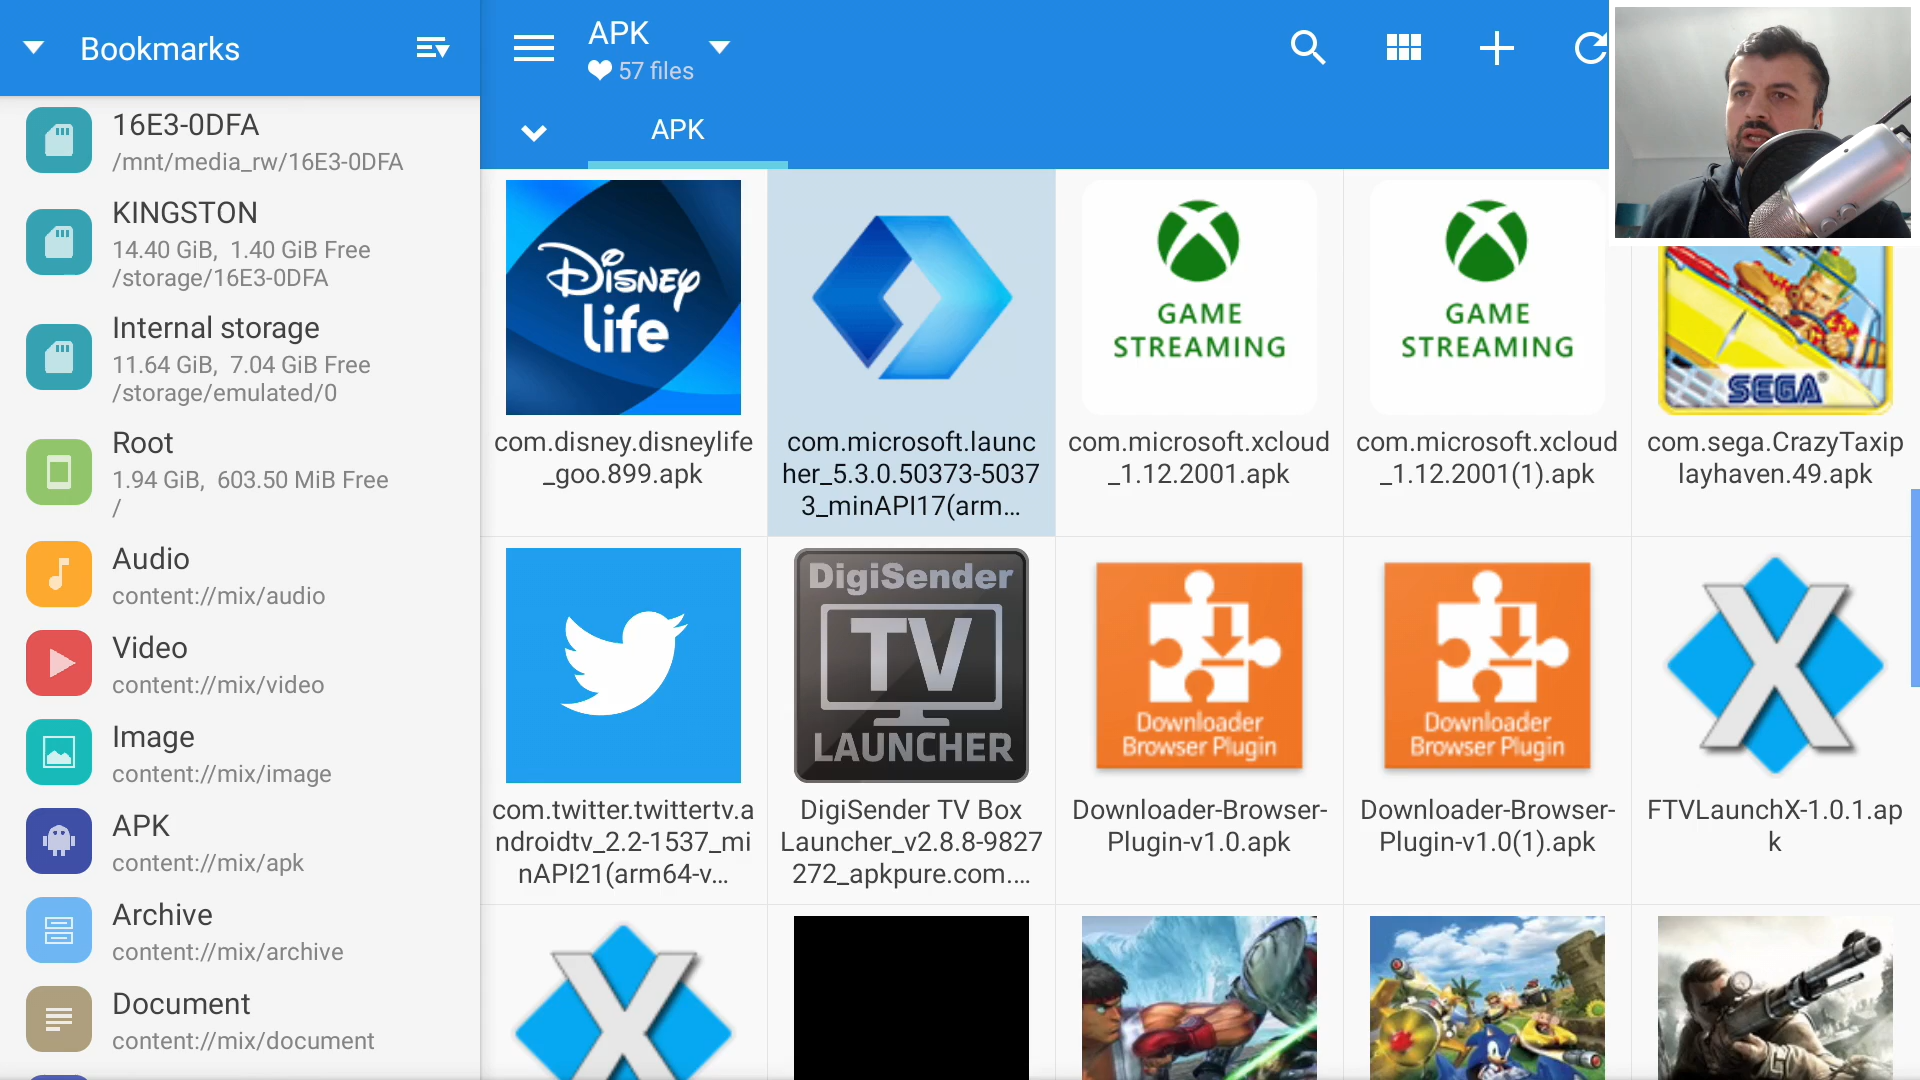 Bookmarks
16E3-0DFA
/mnt/media_rw/16E3-0DFA
KINGSTON
14.40 GiB, 1.40 GiB Free
/storage/16E3-0DFA
Internal storage
11.64 GiB, 7.04 GiB Free
/storage/emulated/0
Root
1.94 GiB, 603.50 MiB Free
/
Audio
content://mix/audio
Video
content://mix/video
Image
content://mix/image
APK
content://mix/apk
Archive
content://mix/archive
Document
content://mix/document
APK
57 files
APK
Disney
life
com.disney.disneylife
_goo.899.apk
com.microsoft.launc
her_5.3.0.50373-5037
3_minAPI17(arm...
GAME
STREAMING
com.microsoft.xcloud
_1.12.2001.apk
GAME
STREAMING
com.microsoft.xcloud
_1.12.2001(1).apk
SEGA
com.sega.CrazyTaxip
layhaven.49.apk
com.twitter.twittertv.a
ndroidtv_2.2-1537_mi
nAPI21(arm64-v...
DigiSender
TV
LAUNCHER
DigiSender TV Box
Launcher_v2.8.8-9827
272_apkpure.com....
Downloader
Browser Plugin
Downloader-Browser-
Plugin-v1.0.apk
Downloader
Browser Plugin
Downloader-Browser-
Plugin-v1.0(1).apk
X
FTVLaunchX-1.0.1.ap
k
X